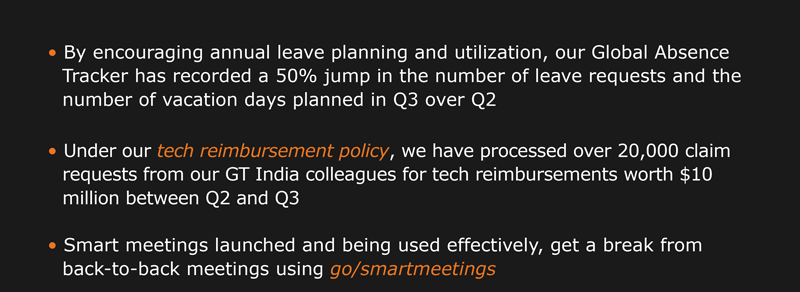 • By encouraging annual leave planning and utilization, our Global Absence
Tracker has recorded a 50% jump in the number of leave requests and the
number of vacation days planned in Q3 over Q2
• Under our tech reimbursement policy, we have processed over 20,000 claim
requests from our GT India colleagues for tech reimbursements worth $10
million between Q2 and Q3
• Smart meetings launched and being used effectively, get a break from
back-to-back meetings using go/smartmeetings